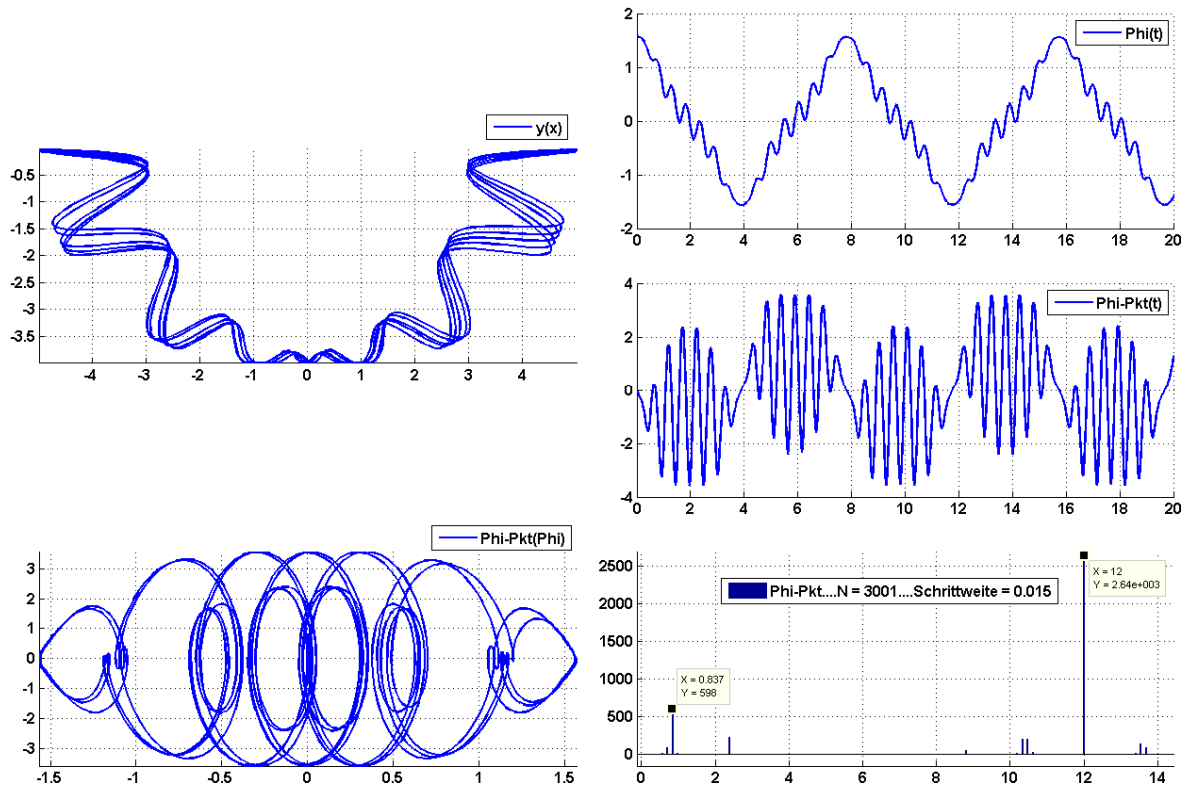 y(x)
-0.5
-1
-1.5
-2
-2.5
-3
-3.5
-4 -3 -2 -1 0 1 2 3 4
Phi(t)
2
1
0
-1
-2
0 2 4 6 8 10 12 14 16 18 20
Phi-Pkt(t)
4
2
0
-2
-4
0 2 4 6 8 10 12 14 16 18 20
Phi-Pkt(Phi)
3
2
1
0
-1
-2
-3
-1.5 -1 -0.5 0 0.5 1 1.5
Phi-Pkt....N = 3001....Schrittweite = 0.015
X = 12
Y = 2.64e+003
X = 0.837
Y = 598
2500
2000
1500
1000
500
0
0 2 4 6 8 10 12 14